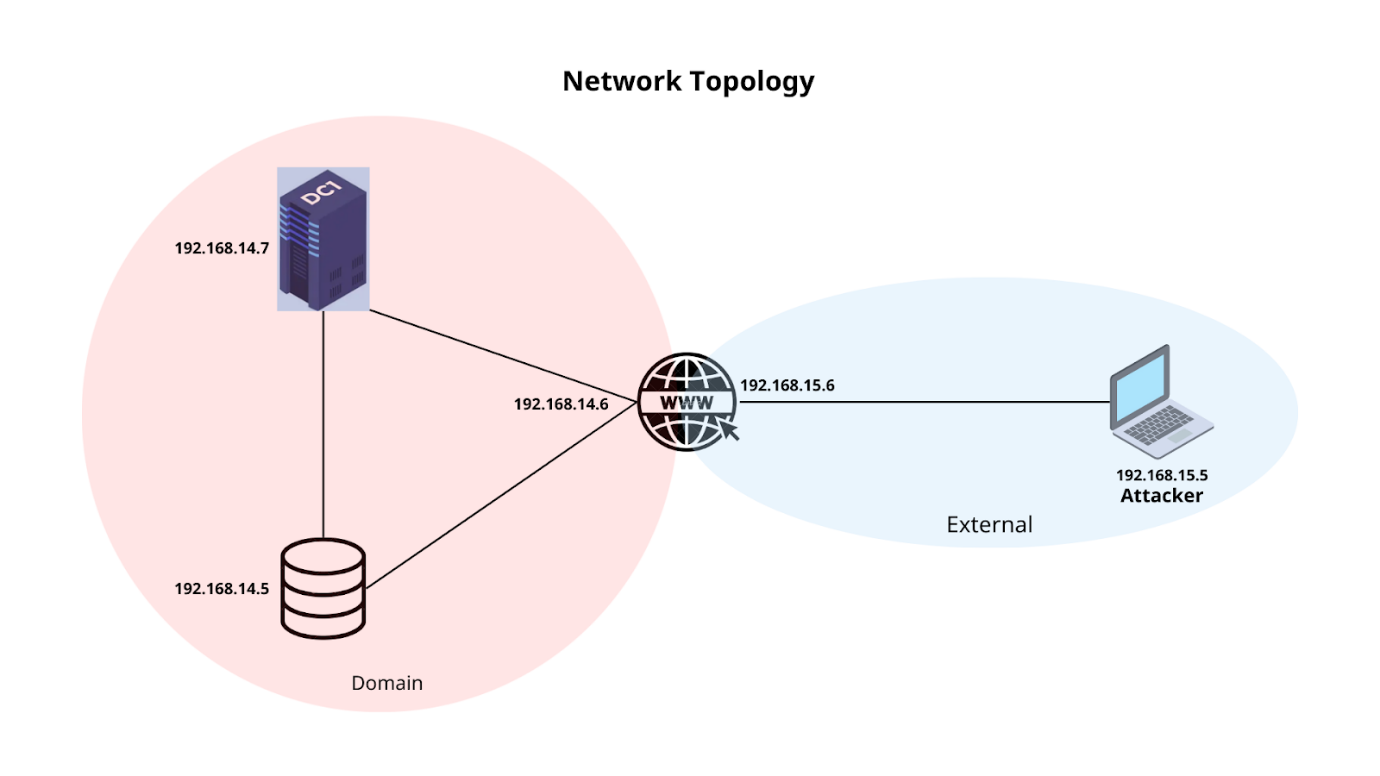 Network Topology
DC1
192.168.14.7
192.168.15.6
192.168.14.6
WWW
192.168.15.5
Attacker
External
192.168.14.5
Domain